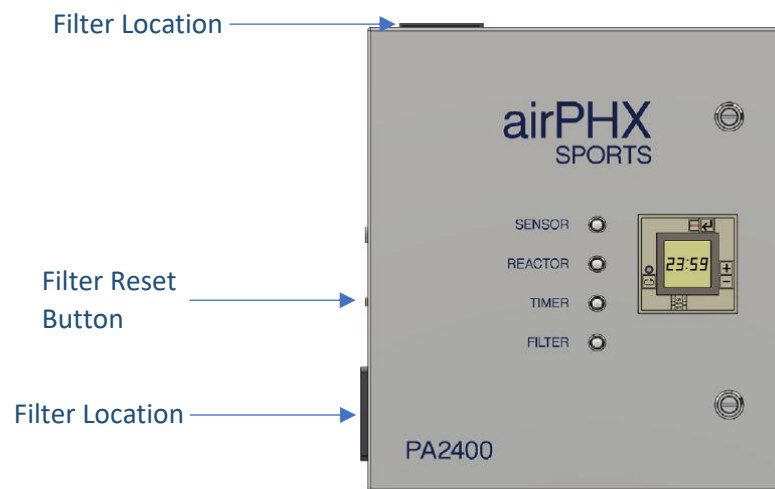 Filter Location
airPHX
SPORTS
SENSOR
REACTOR
23:59
+
-
Filter Reset
Button
TIMER
FILTER
Filter Location
PA2400